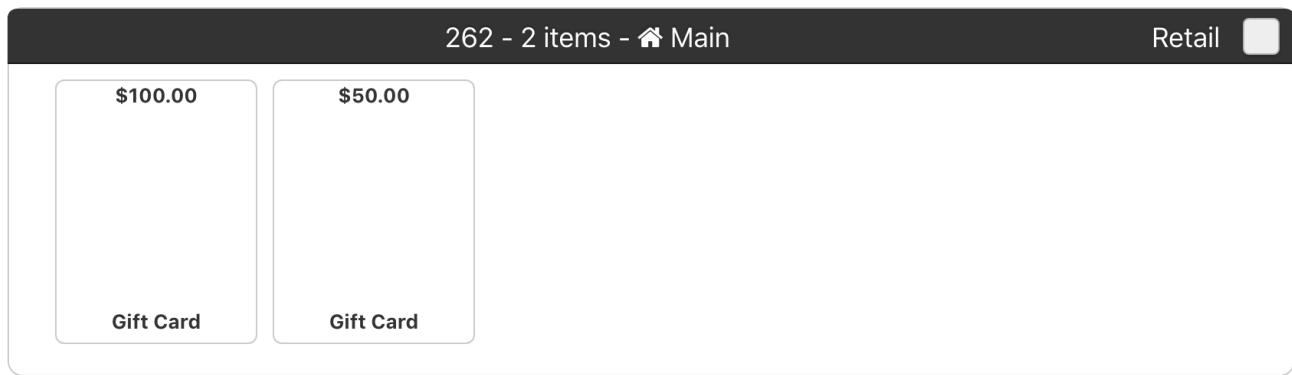 262 - 2 items - Main
Retail
$100.00
Gift Card
$50.00
Gift Card